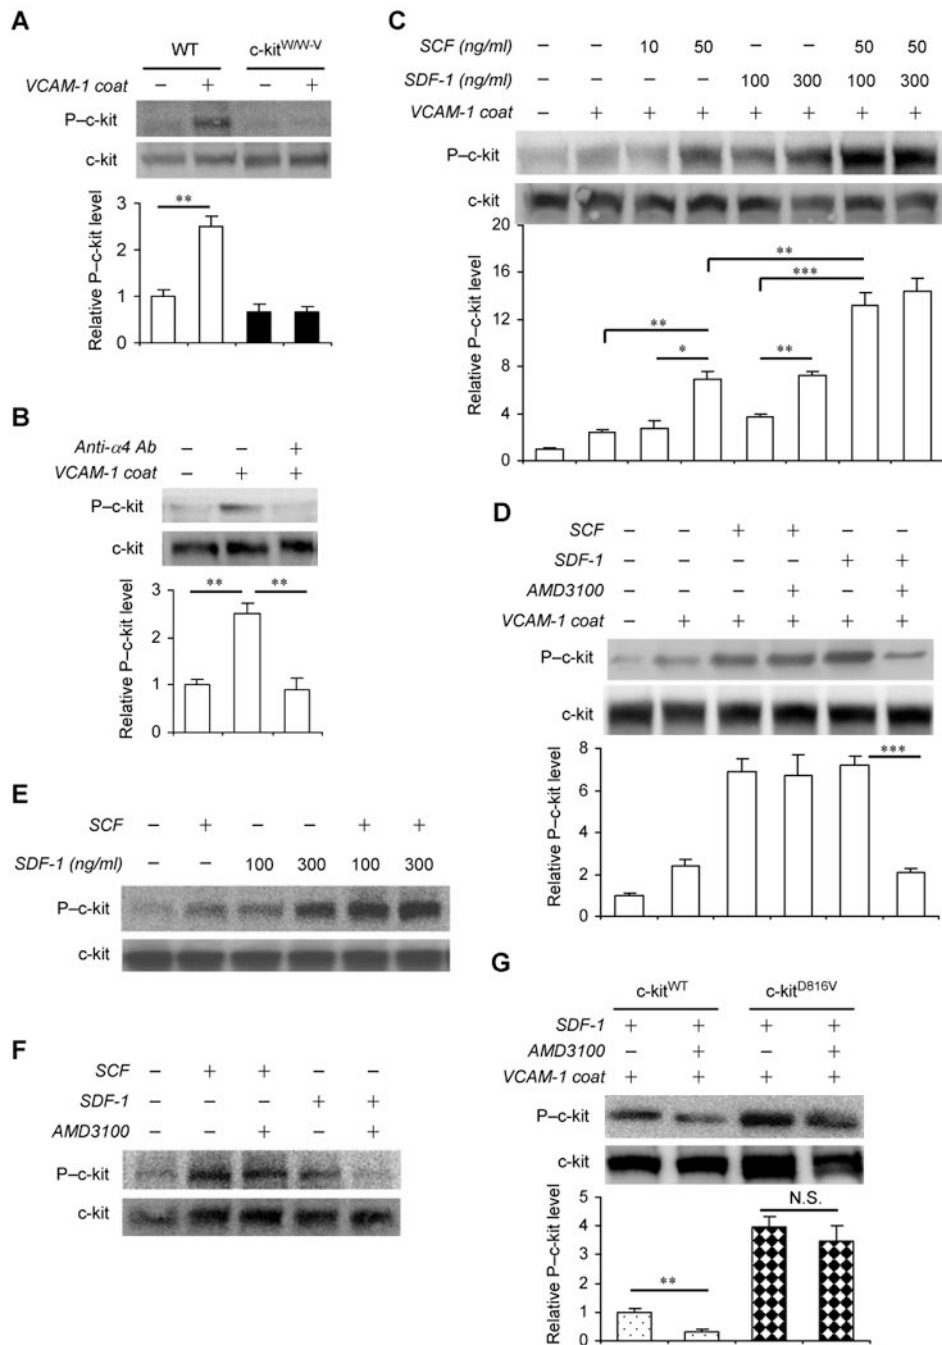 A
WT c-kitW/W-V
VCAM-1 coat – + – +
P–c-kit
c-kit
Relative P–c-kit level
3
**
2
1
0
B
Anti-α4 Ab – – +
VCAM-1 coat – + +
P–c-kit
c-kit
Relative P–c-kit level
3
** **
2
1
0
C
SCF (ng/ml) – – 10 50 – – 50 50
SDF-1 (ng/ml) – – – – 100 300 100 300
VCAM-1 coat – + + + + + + +
P–c-kit
c-kit
Relative P–c-kit level
20
**
16
***
12
**
* **
8
4
0
D
SCF – – + + – –
SDF-1 – – – – + +
AMD3100 – – – + – +
VCAM-1 coat – + + + + +
P–c-kit
c-kit
Relative P–c-kit level
8
***
6
4
2
0
E
SCF – + – – + +
SDF-1 (ng/ml) – – 100 300 100 300
P–c-kit
c-kit
F
SCF – + + – –
SDF-1 – – – + +
AMD3100 – – + – +
P–c-kit
c-kit
G
c-kitWT c-kitD816V
SDF-1 + + + +
AMD3100 – + – +
VCAM-1 coat + + + +
P–c-kit
c-kit
Relative P–c-kit level
5
N.S.
4
3
2
**
1
0